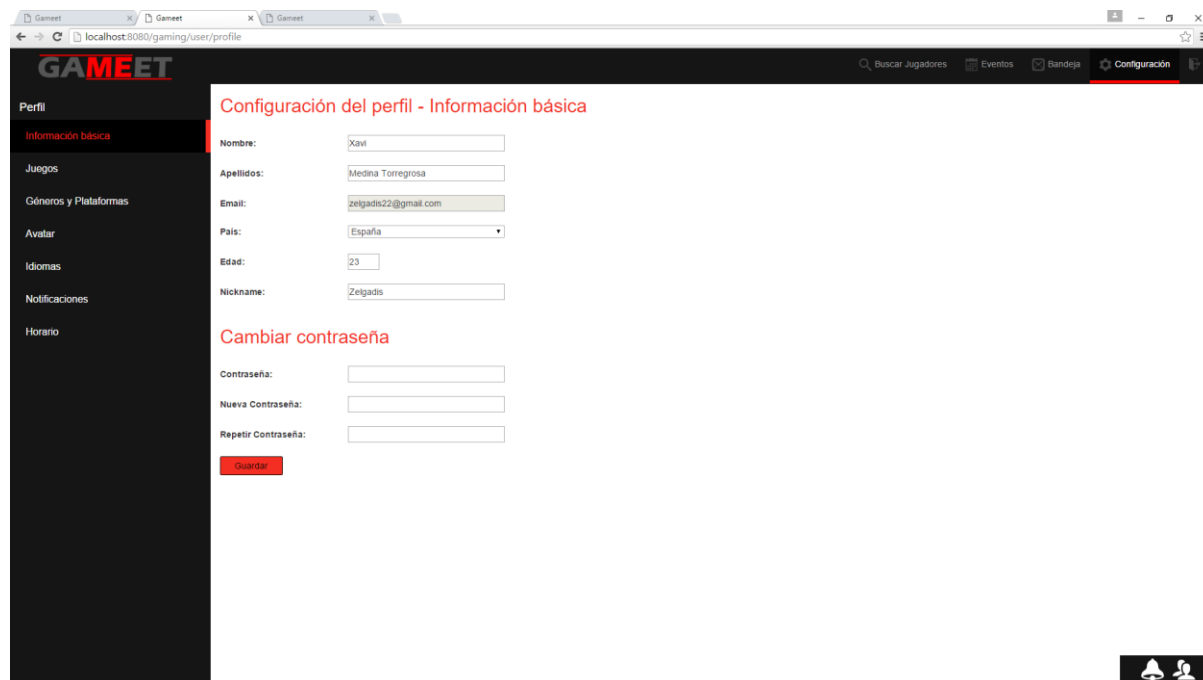 Gameet Gameet Gameet
localhost:8080/gaming/user/profile
GAMEET Buscar Jugadores Eventos Bandeja Configuración
Perfil
Información básica
Juegos
Géneros y Plataformas
Avatar
Idiomas
Notificaciones
Horario
Configuración del perfil - Información básica
Nombre: Xavi
Apellidos: Medina Torregrosa
Email: zelgadis22@gmail.com
País: España
Edad: 23
Nickname: Zelgadis
Cambiar contraseña
Contraseña:
Nueva Contraseña:
Repetir Contraseña:
Guardar